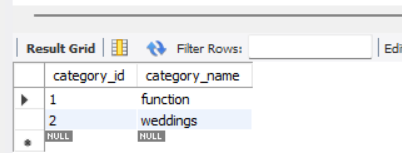 Result Grid Filter Rows: Edi
category_id category_name
1 function
2 weddings
NULL NULL